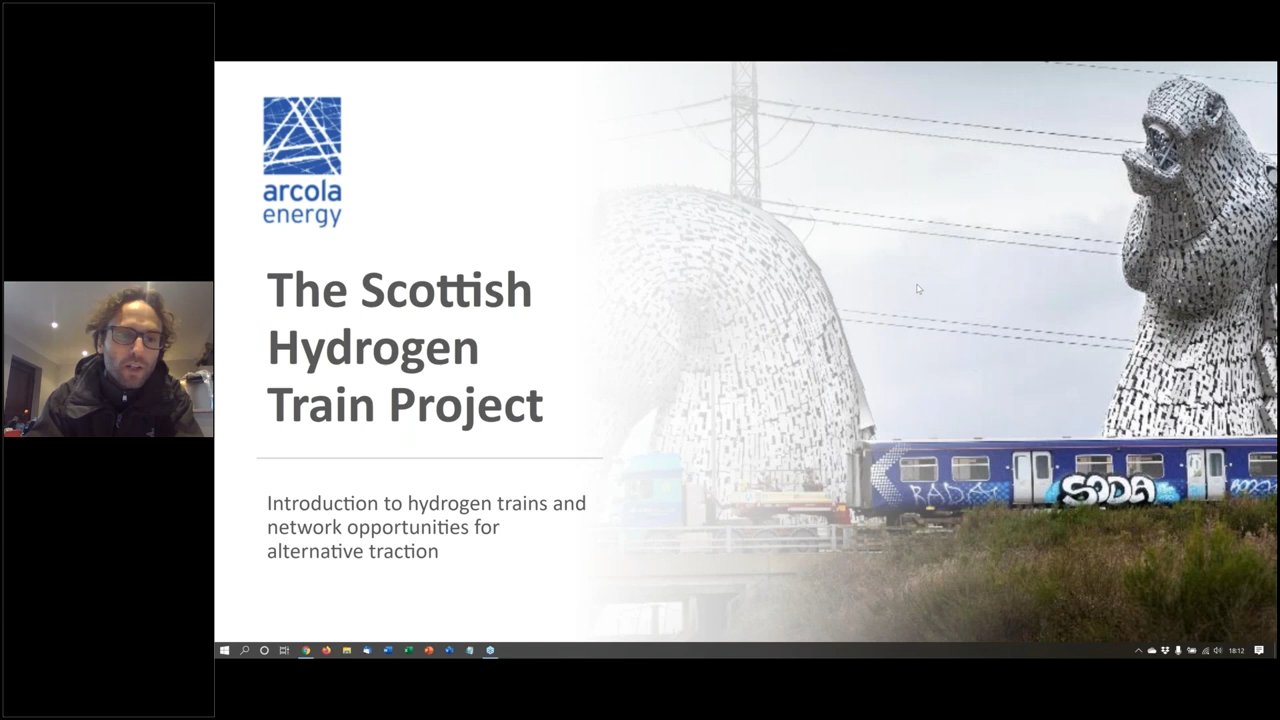 arcola
energy
The Scottish
Hydrogen
Train Project
Introduction to hydrogen trains and
network opportunities for
alternative traction
RADA
SODA
18:12